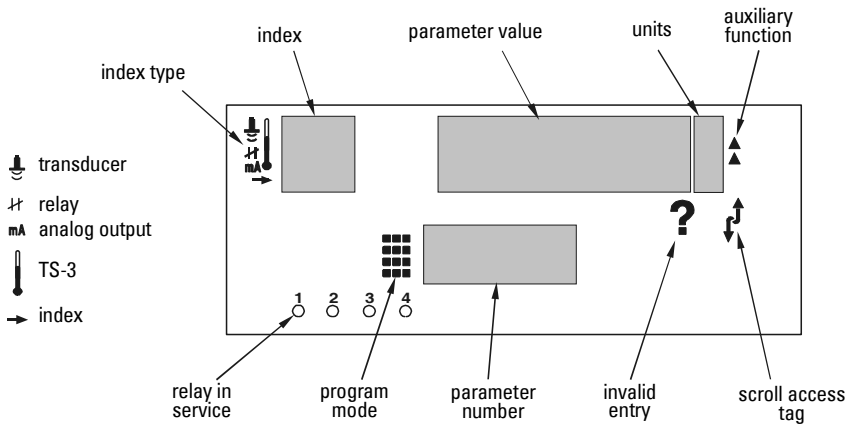 auxiliary
function
index
parameter value
units
index type
mA
transducer
relay
mA analog output
TS-3
index
?
1 2 3 4
relay in
service
program
mode
parameter
number
invalid
entry
scroll access
tag